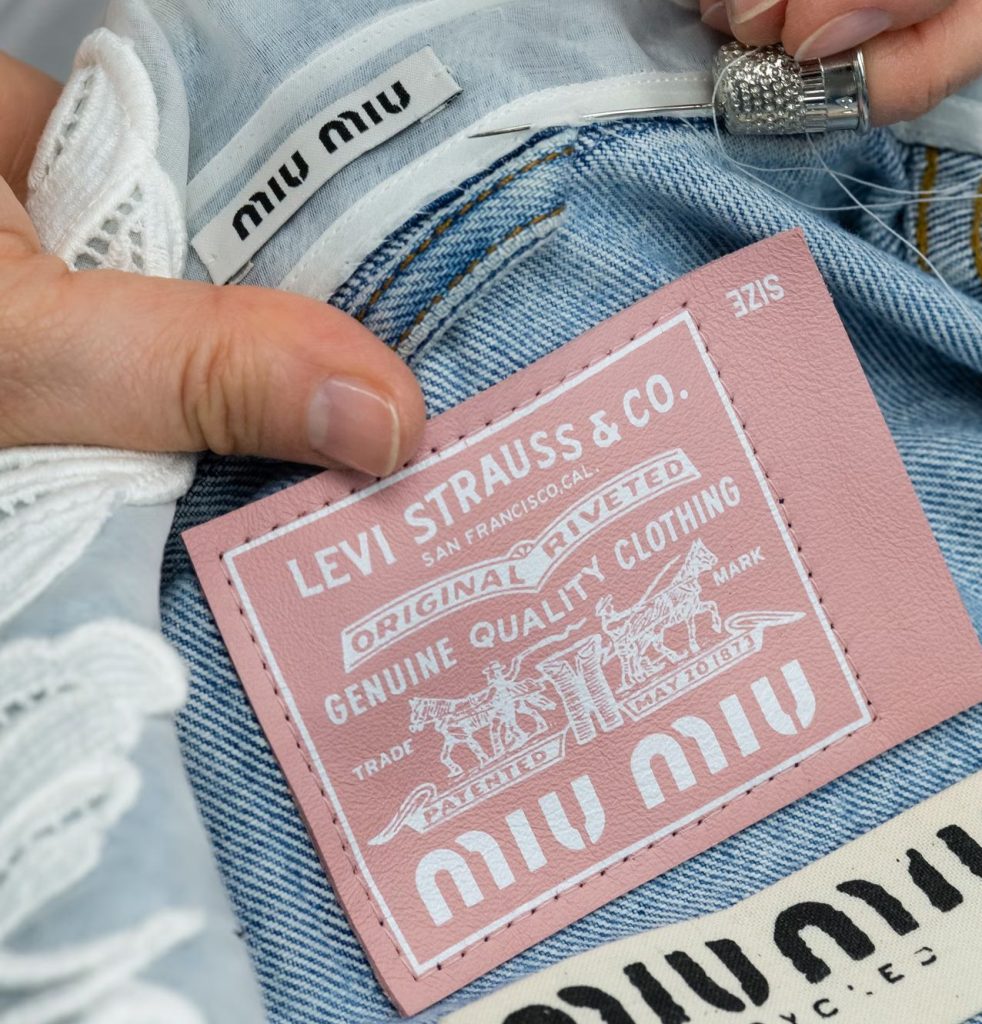 miu miu
SIZE
LEVI STRAUSS & CO.
SAN FRANCISCO, CAL.
ORIGINAL RIVETED
GENUINE QUALITY CLOTHING
TRADE MARK
PATENTED MAY 20 1873
miu miu
miu miu